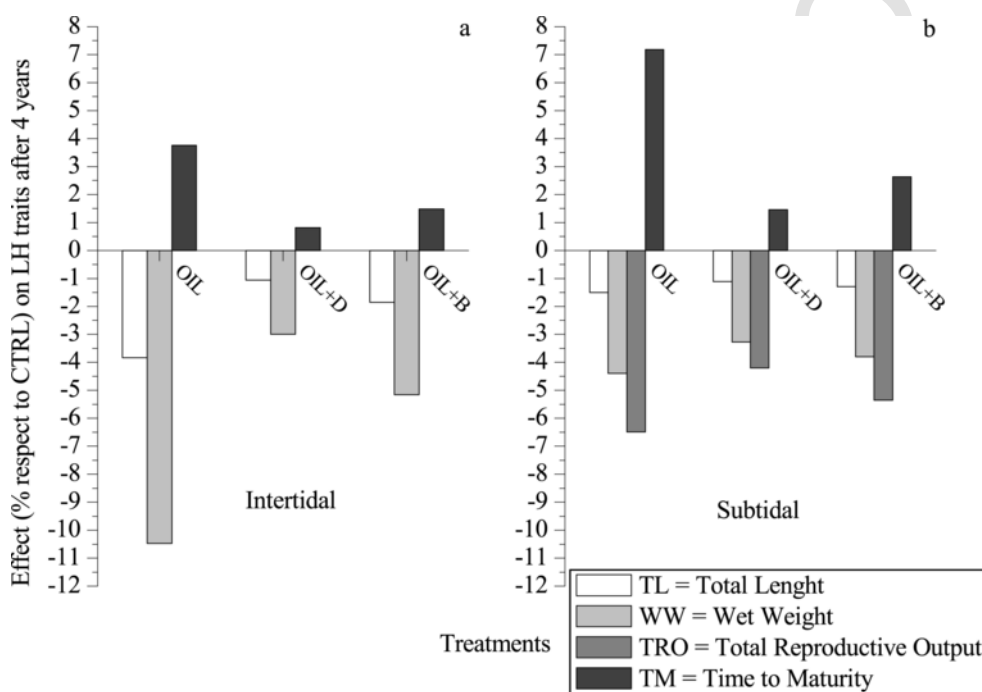 Effect (% respect to CTRL) on LH traits after 4 years
8
7
6
5
4
3
2
1
0
-1
-2
-3
-4
-5
-6
-7
-8
-9
-10
-11
-12
a
OIL
OIL+D
OIL+B
Intertidal
8
7
6
5
4
3
2
1
0
-1
-2
-3
-4
-5
-6
-7
-8
-9
-10
-11
-12
b
OIL
OIL+D
OIL+B
Subtidal
Treatments
TL = Total Lenght
WW = Wet Weight
TRO = Total Reproductive Output
TM = Time to Maturity